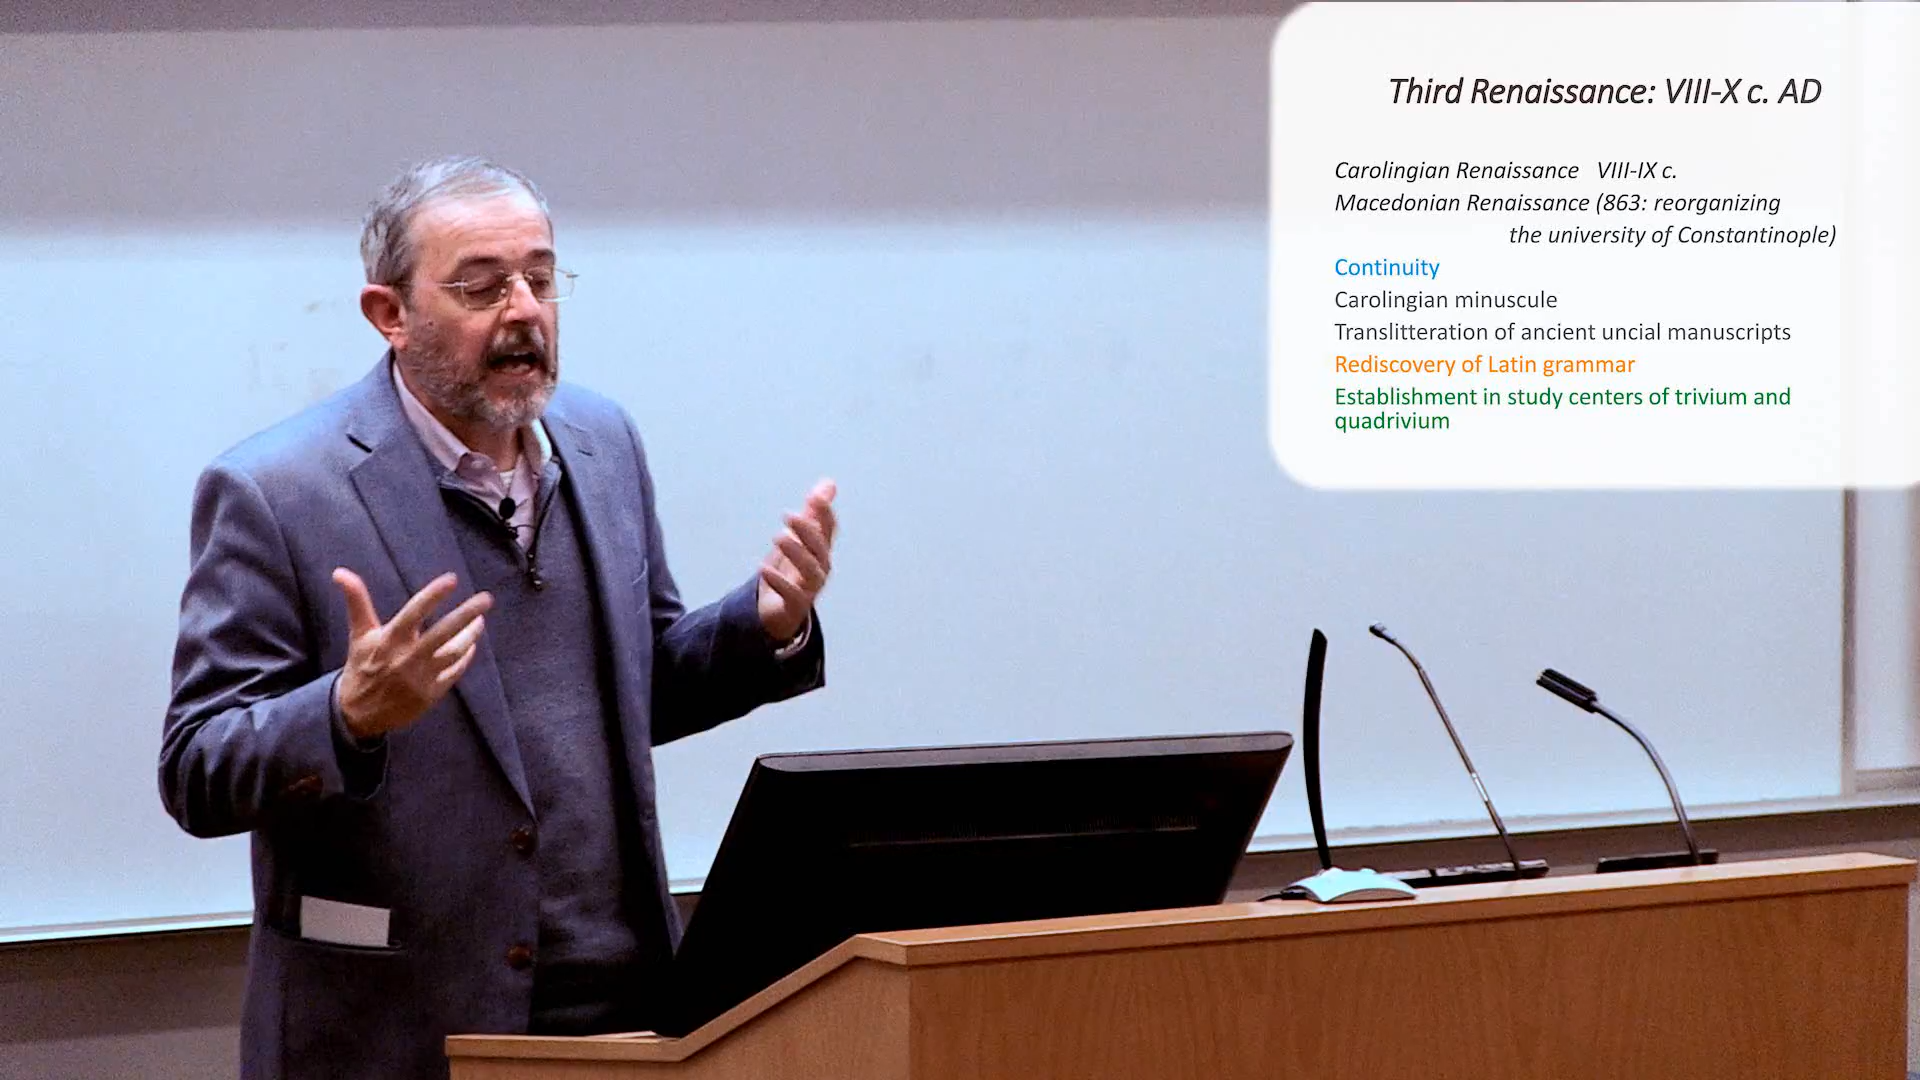 Third Renaissance: VIII-X c. AD
Carolingian Renaissance VIII-IX c.
Macedonian Renaissance (863: reorganizing
the university of Constantinople)
Continuity
Carolingian minuscule
Translitteration of ancient uncial manuscripts
Rediscovery of Latin grammar
Establishment in study centers of trivium and
quadrivium